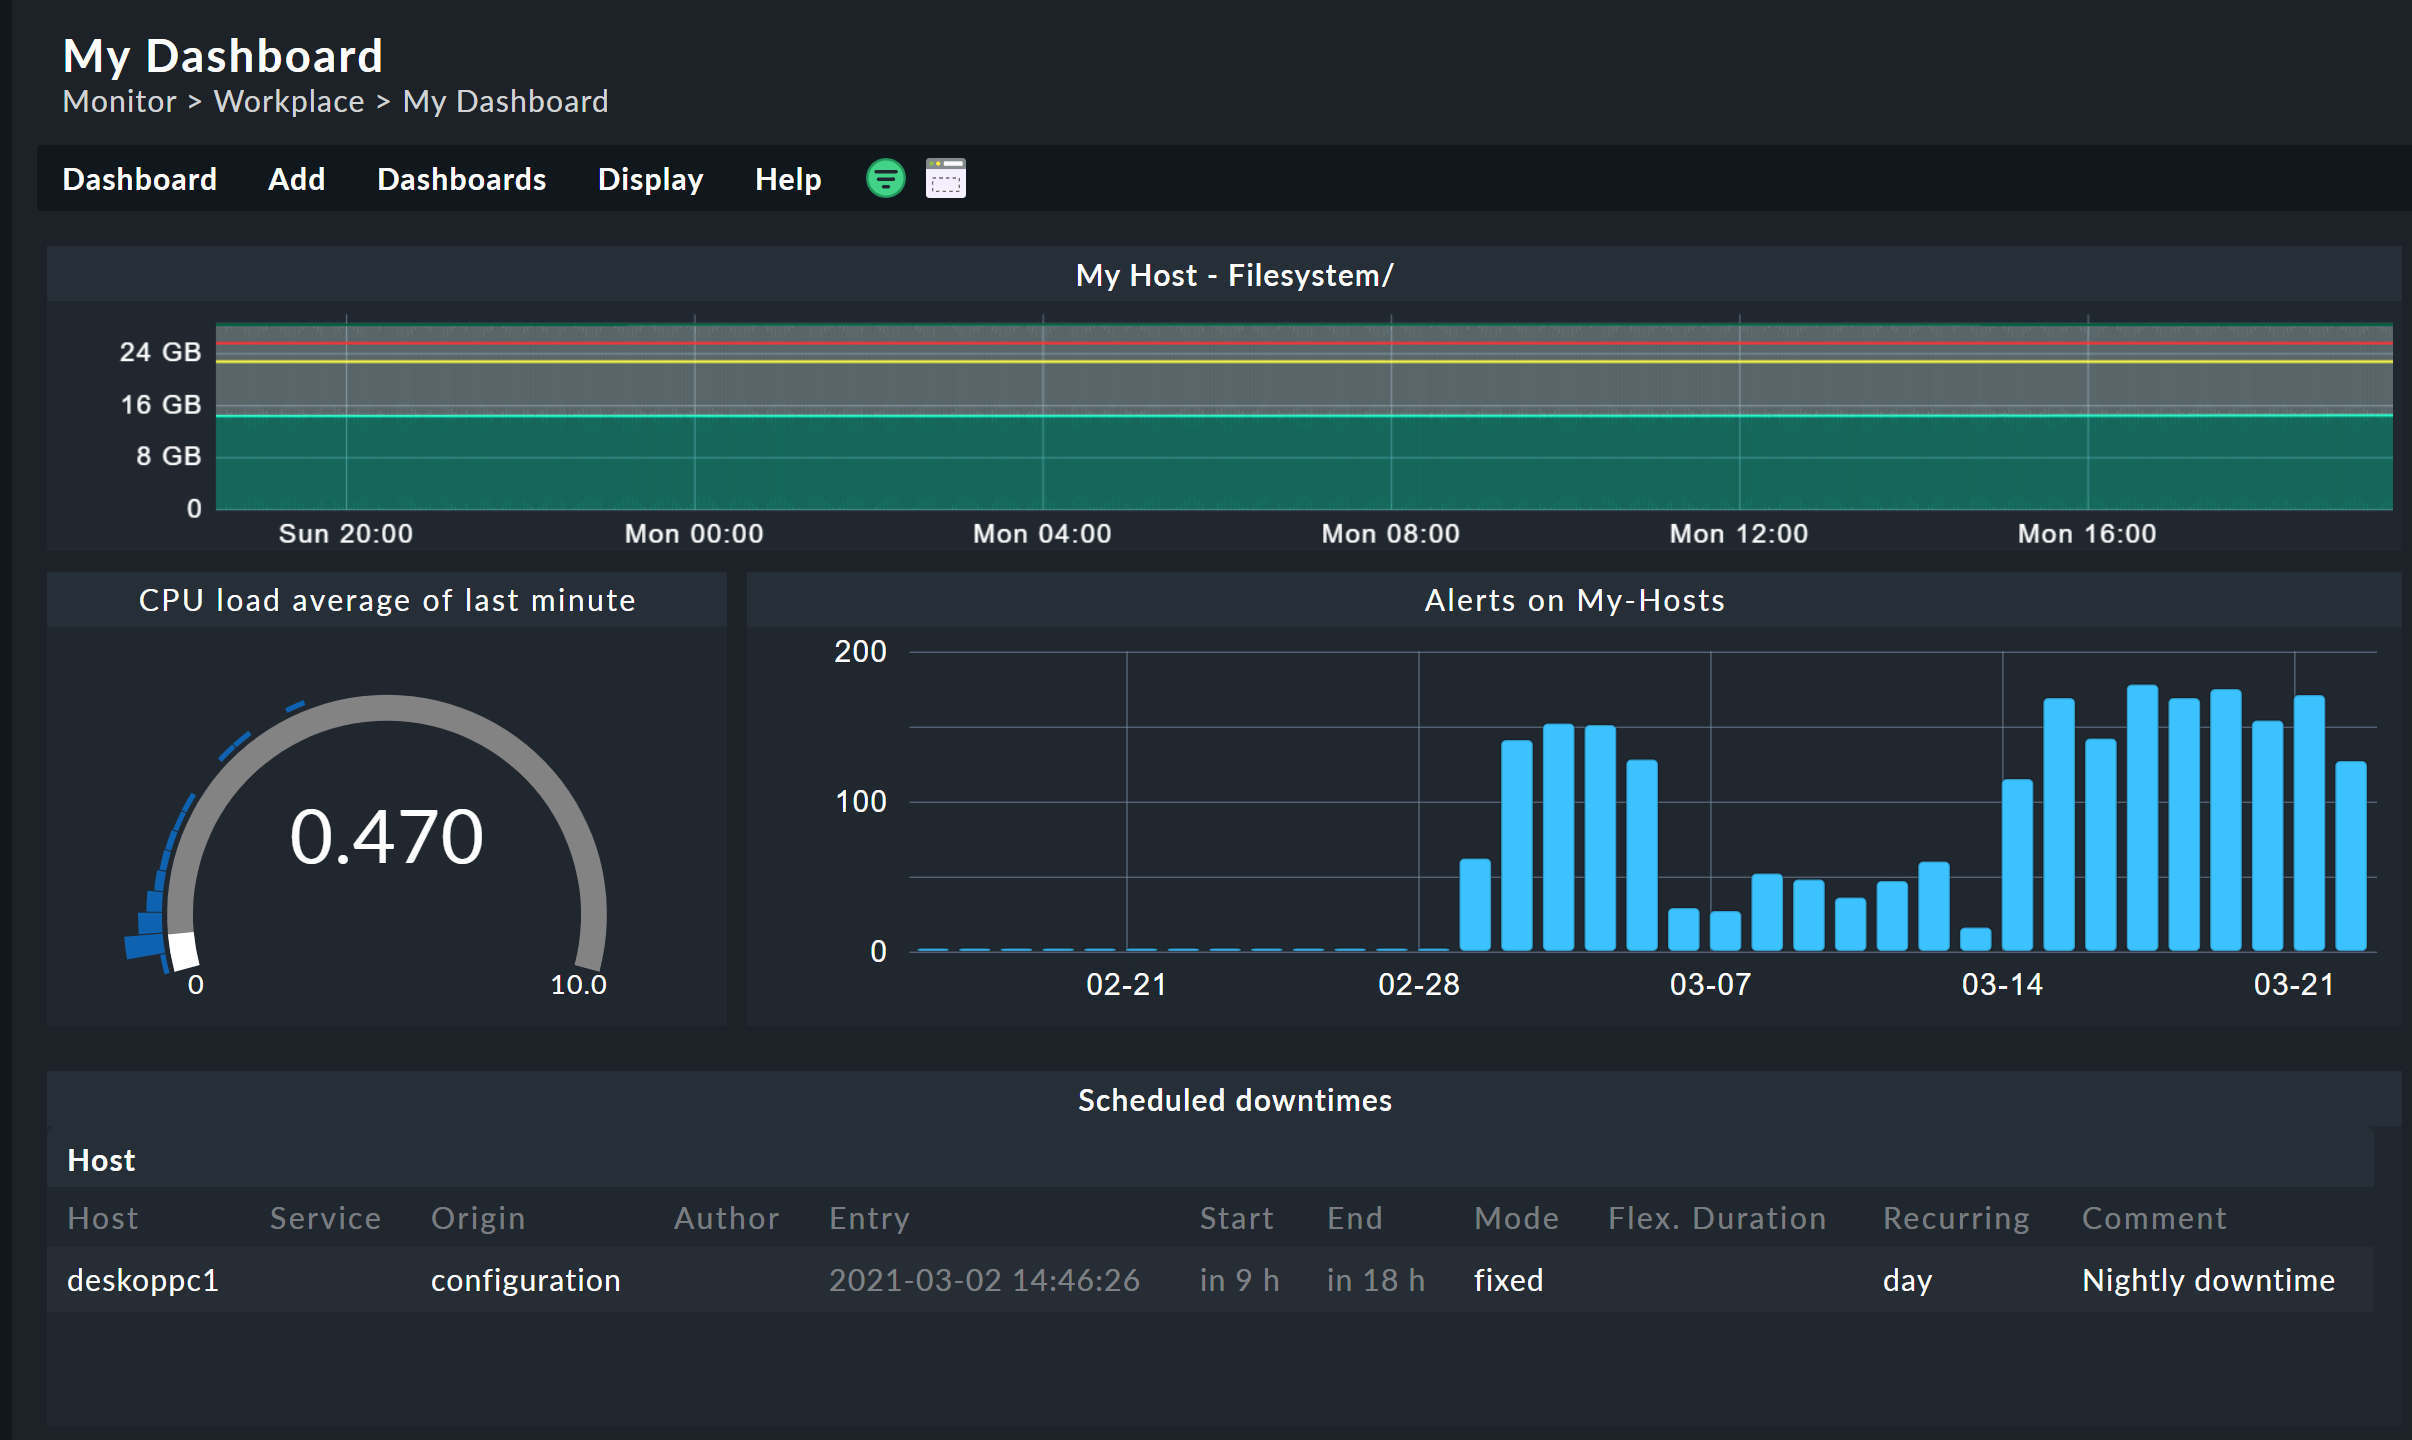 My Dashboard
Monitor > Workplace > My Dashboard
Dashboard Add Dashboards Display Help
My Host - Filesystem/
24 GB
16 GB
8 GB
0
Sun 20:00 Mon 00:00 Mon 04:00 Mon 08:00 Mon 12:00 Mon 16:00
CPU load average of last minute
0.470
0 10.0
Alerts on My-Hosts
200
100
0
02-21 02-28 03-07 03-14 03-21
Scheduled downtimes
Host
Host Service Origin Author Entry Start End Mode Flex. Duration Recurring Comment
deskoppc1 configuration 2021-03-02 14:46:26 in 9 h in 18 h fixed day Nightly downtime